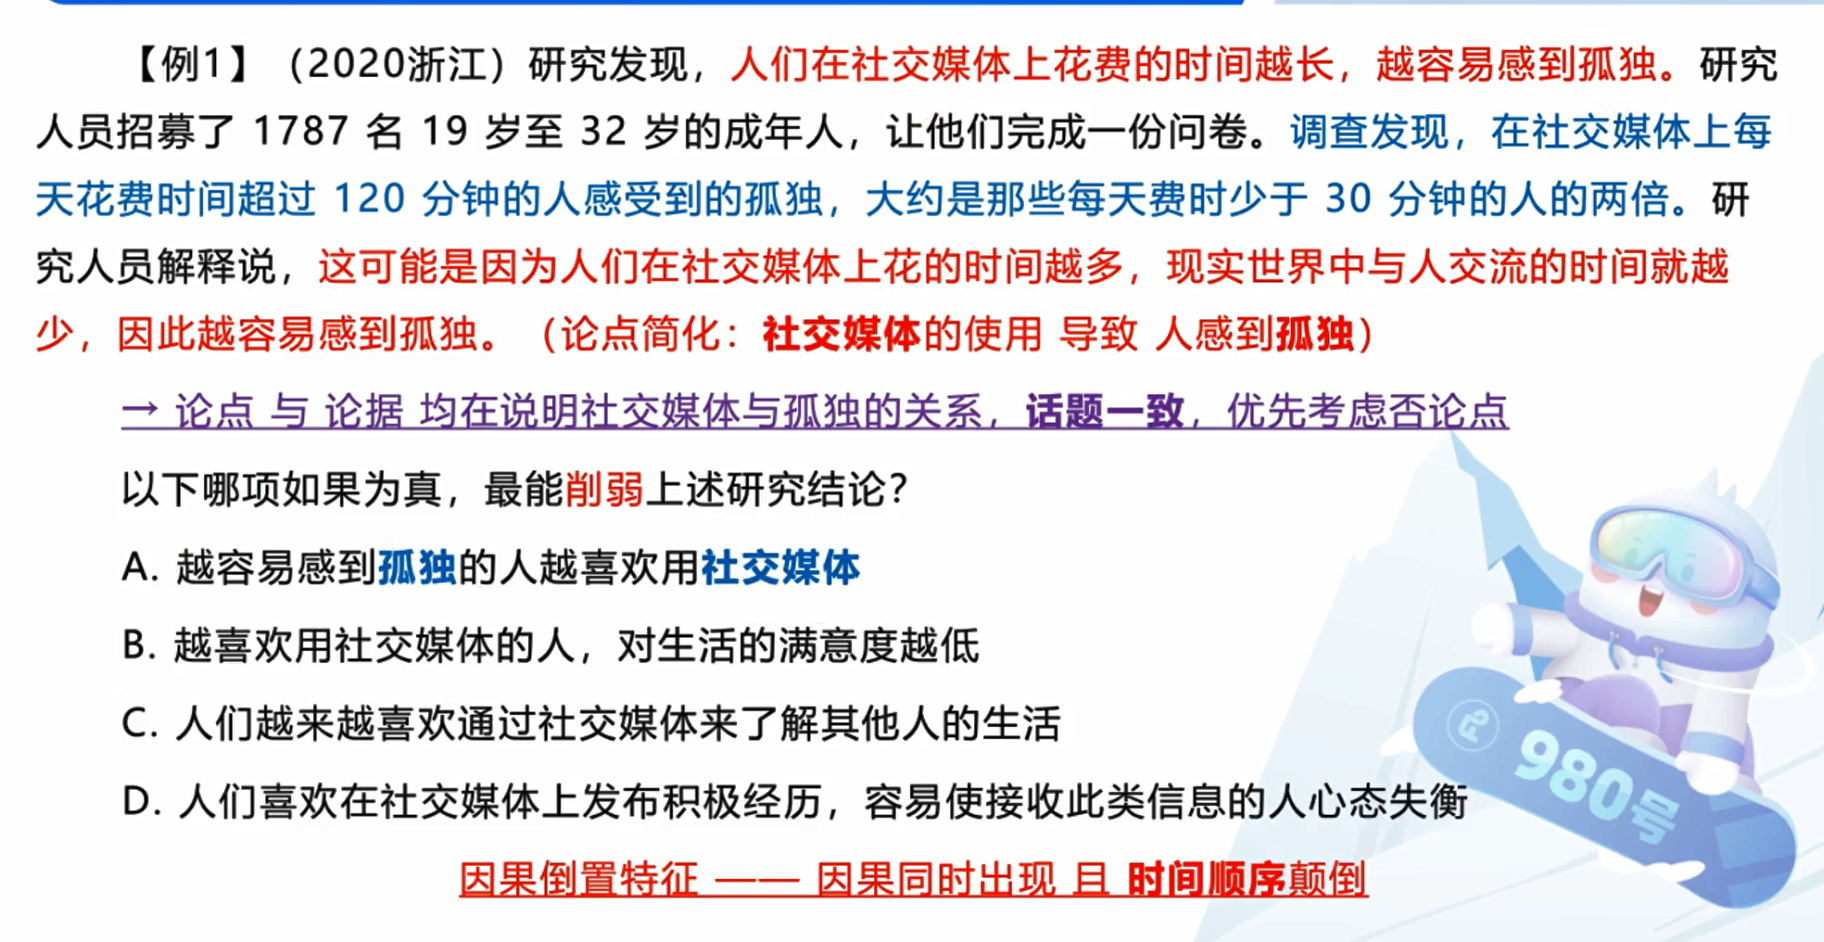 【例1】（2020浙江）研究发现，人们在社交媒体上花费的时间越长，越容易感到孤独。研究
人员招募了 1787 名 19 岁至 32 岁的成年人，让他们完成一份问卷。调查发现，在社交媒体上每
天花费时间超过 120 分钟的人感受到的孤独，大约是那些每天费时少于 30 分钟的人的两倍。研
究人员解释说，这可能是因为人们在社交媒体上花的时间越多，现实世界中与人交流的时间就越
少，因此越容易感到孤独。（论点简化：社交媒体的使用 导致 人感到孤独）
→ 论点 与 论据 均在说明社交媒体与孤独的关系，话题一致，优先考虑否论点
以下哪项如果为真，最能削弱上述研究结论？
A. 越容易感到孤独的人越喜欢用社交媒体
B. 越喜欢用社交媒体的人，对生活的满意度越低
C. 人们越来越喜欢通过社交媒体来了解其他人的生活
D. 人们喜欢在社交媒体上发布积极经历，容易使接收此类信息的人心态失衡
因果倒置特征 —— 因果同时出现 且 时间顺序颠倒
980号